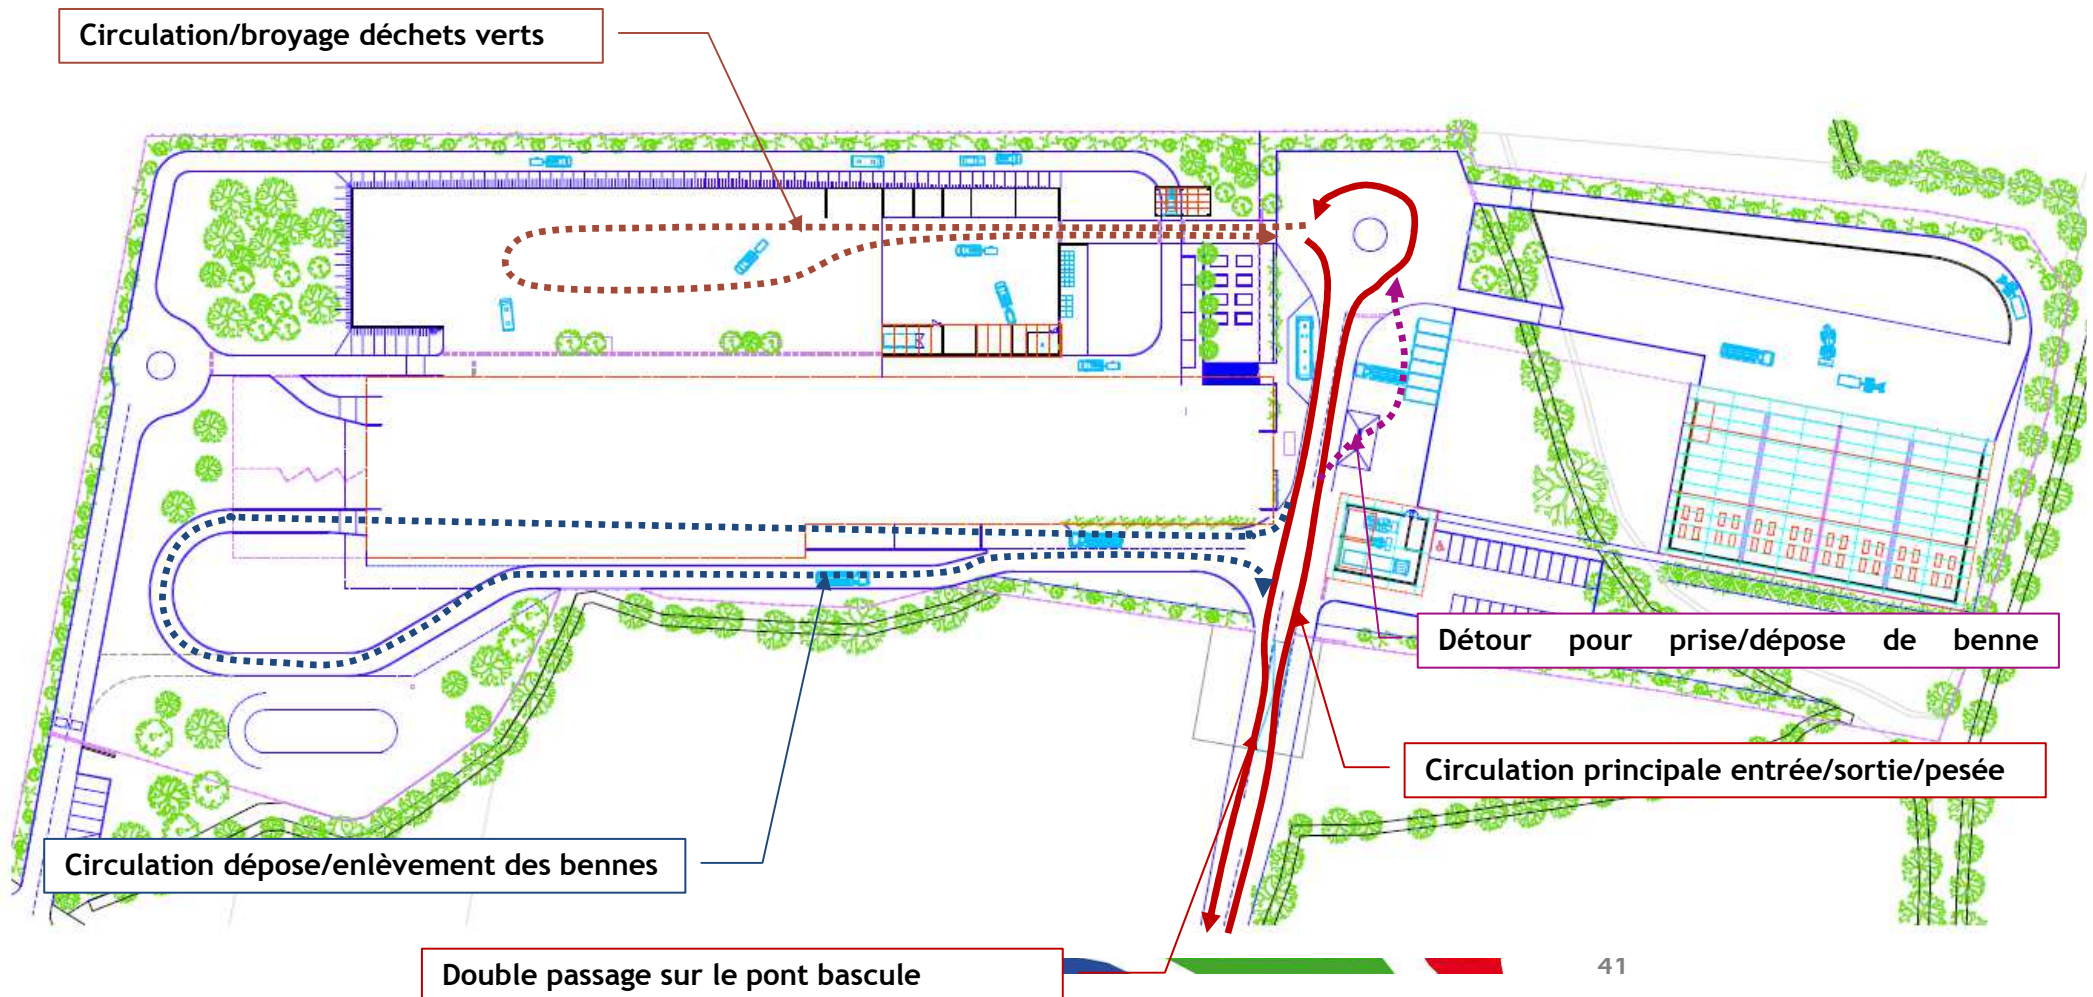 Circulation/broyage déchets verts
Détour pour prise/dépose de benne
Circulation principale entrée/sortie/pesée
Circulation dépose/enlèvement des bennes
Double passage sur le pont bascule
41